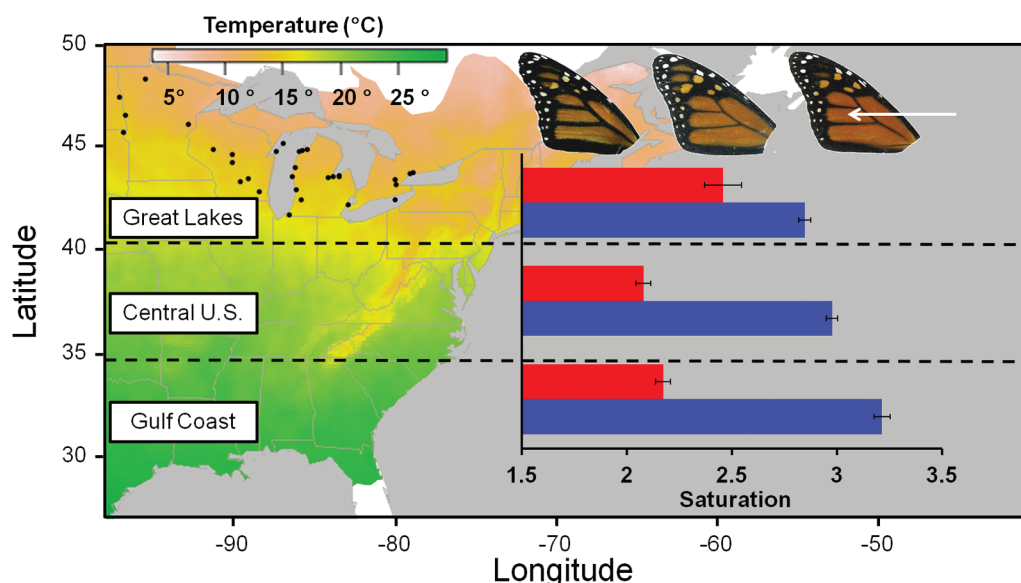 Temperature (°C)
5° 10° 15° 20° 25°
50
45
40
35
30
Latitude
Great Lakes
Central U.S.
Gulf Coast
1.5 2 2.5 3 3.5
Saturation
-90 -80 -70 -60 -50
Longitude